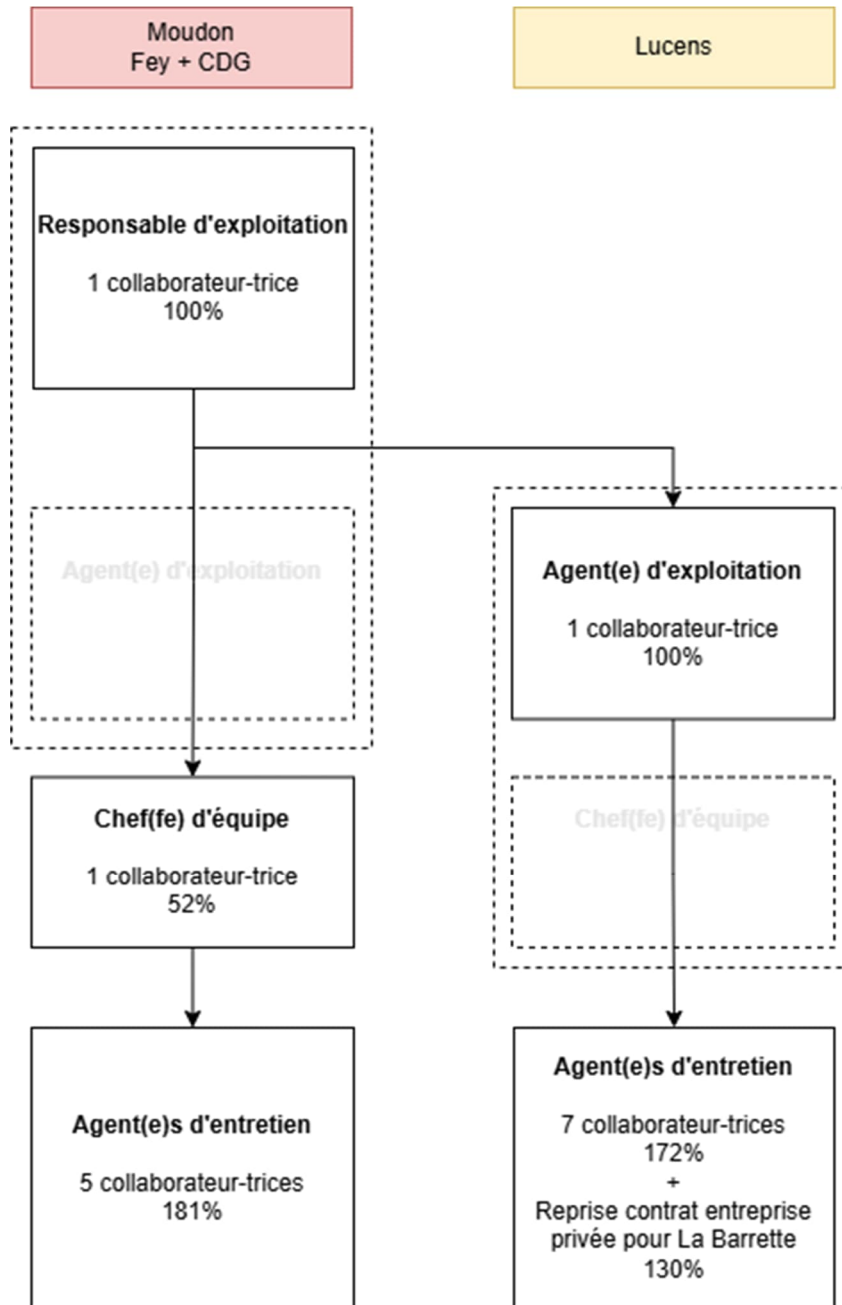 Moudon
Fey + CDG
Lucens
Responsable d'exploitation
1 collaborateur-trice
100%
Agent(e) d'exploitation
Agent(e) d'exploitation
1 collaborateur-trice
100%
Chef(fe) d'équipe
1 collaborateur-trice
52%
Chef(fe) d'équipe
Agent(e)s d'entretien
5 collaborateur-trices
181%
Agent(e)s d'entretien
7 collaborateur-trices
172%
+
Reprise contrat entreprise
privée pour La Barrette
130%